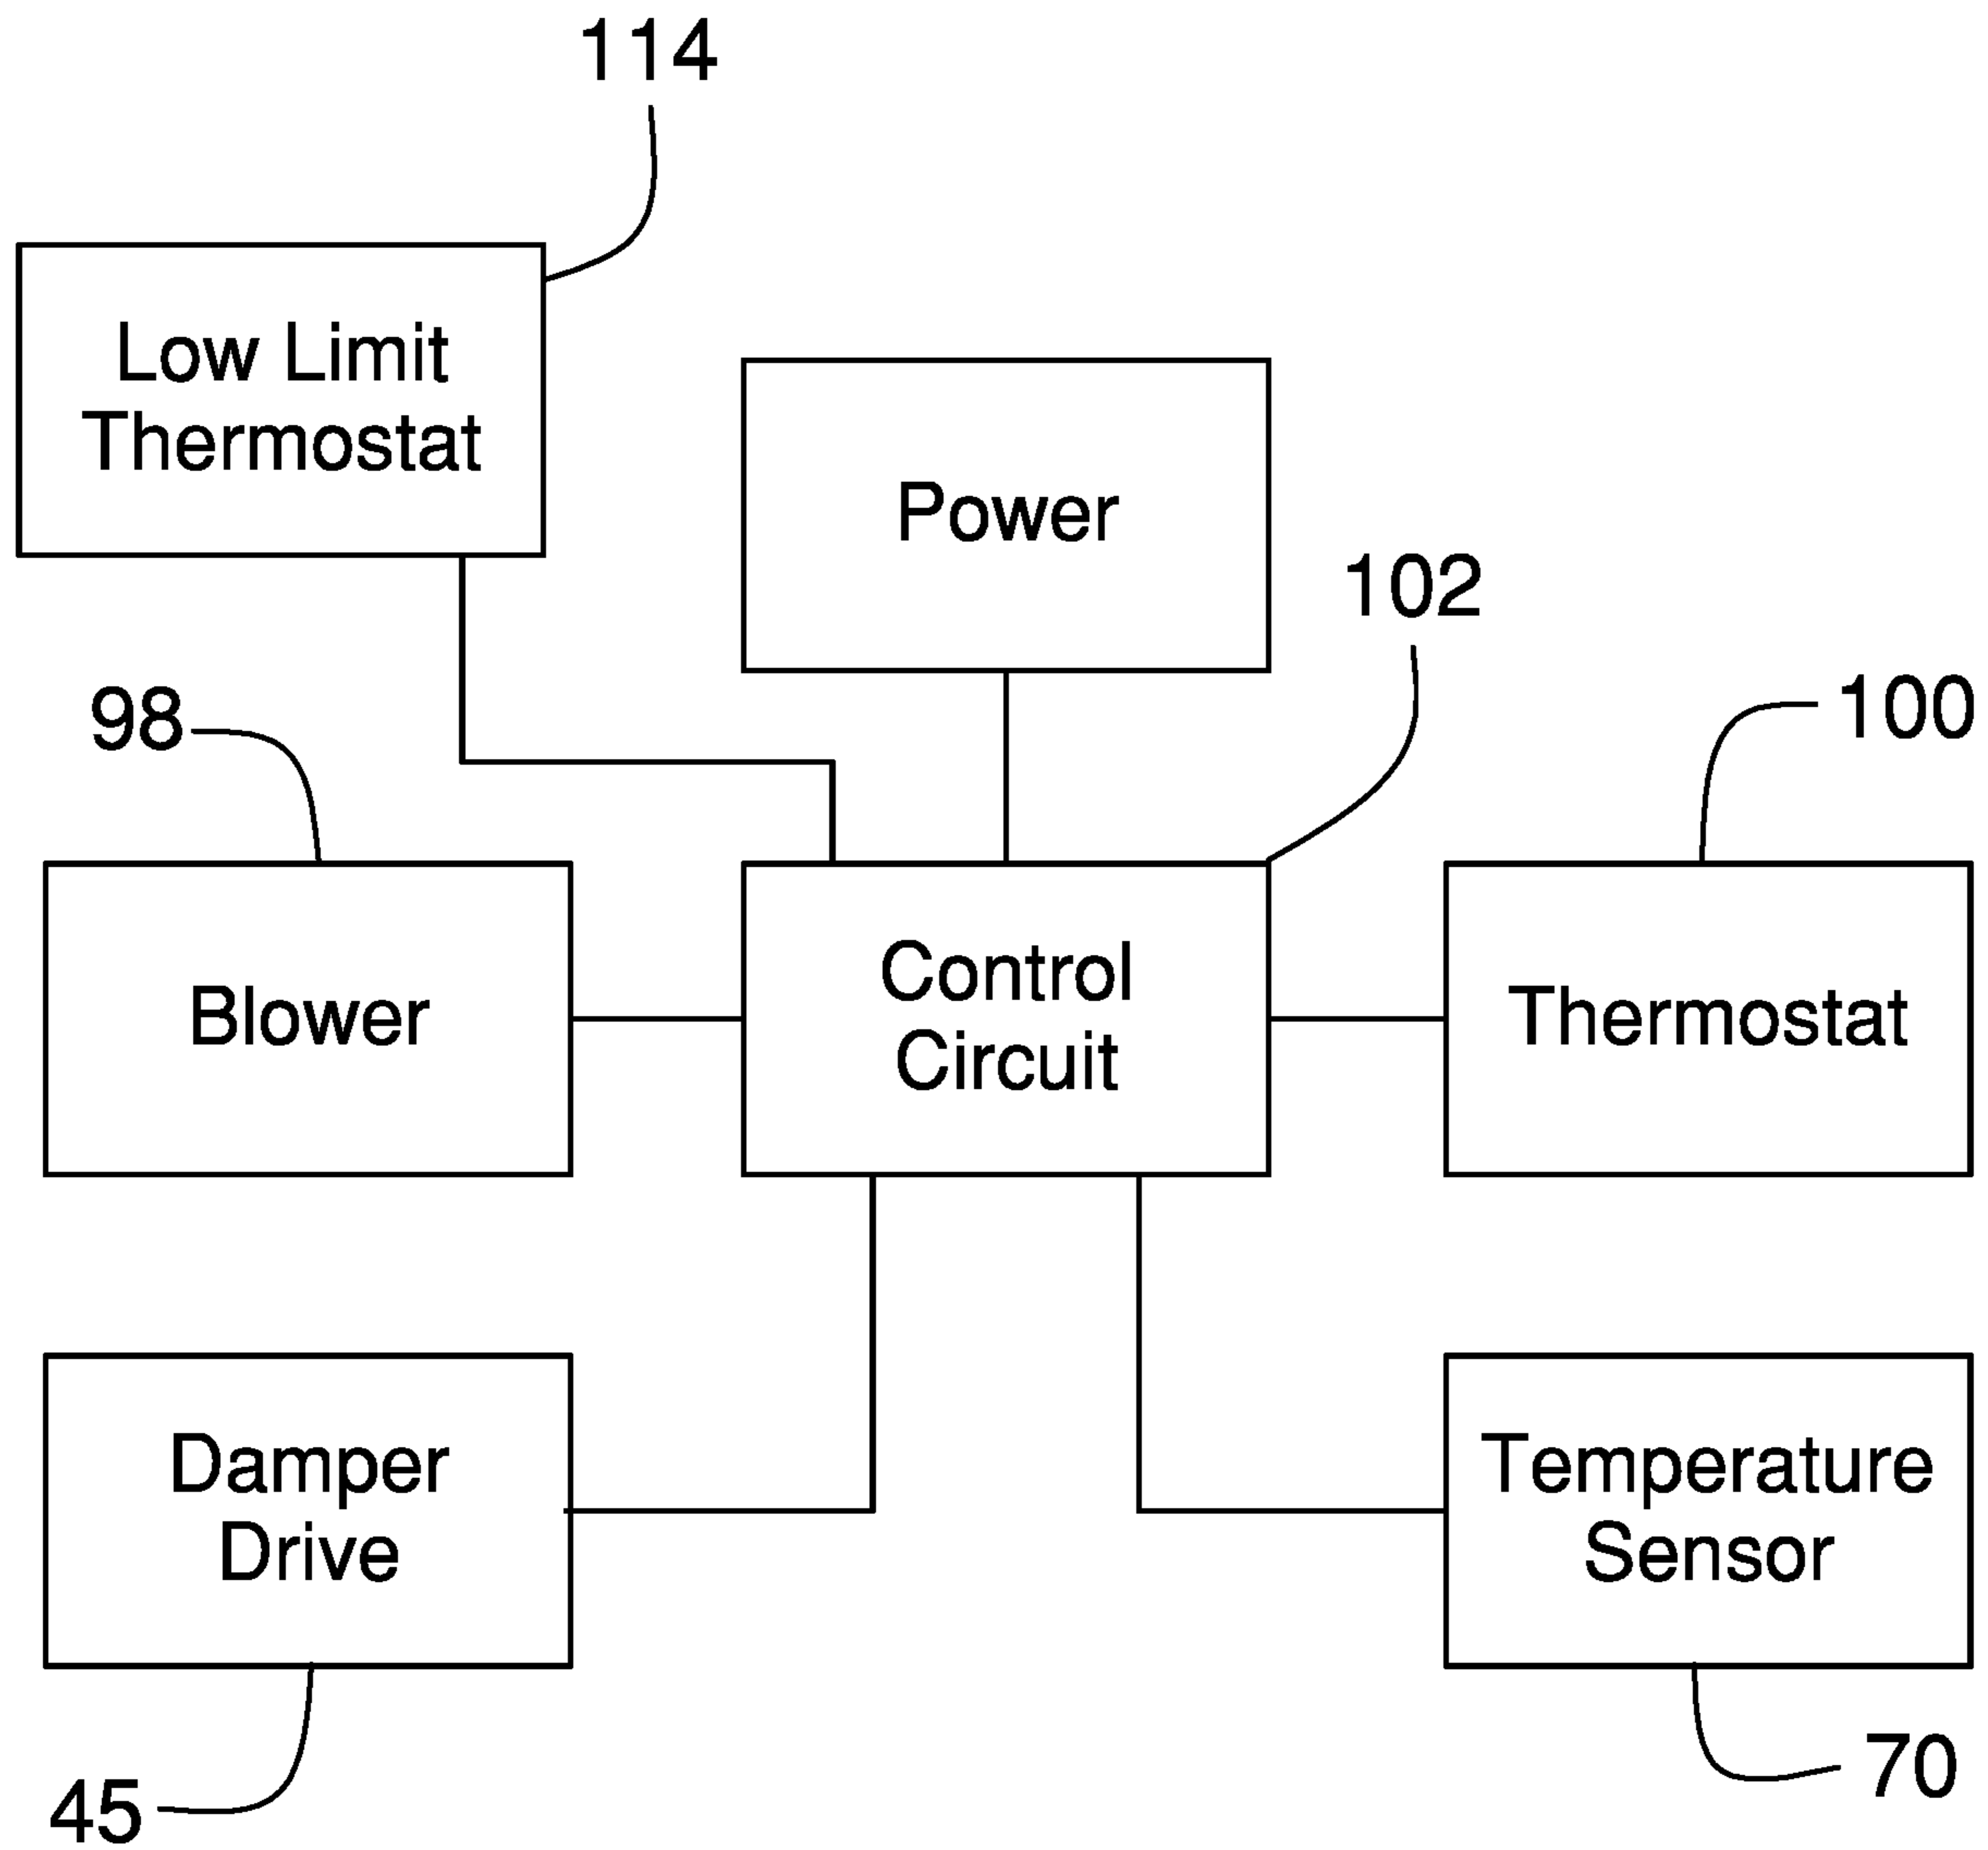 114
Low Limit
Thermostat
Power
102
98
100
Blower
Control
Circuit
Thermostat
Damper
Drive
Temperature
Sensor
45
70